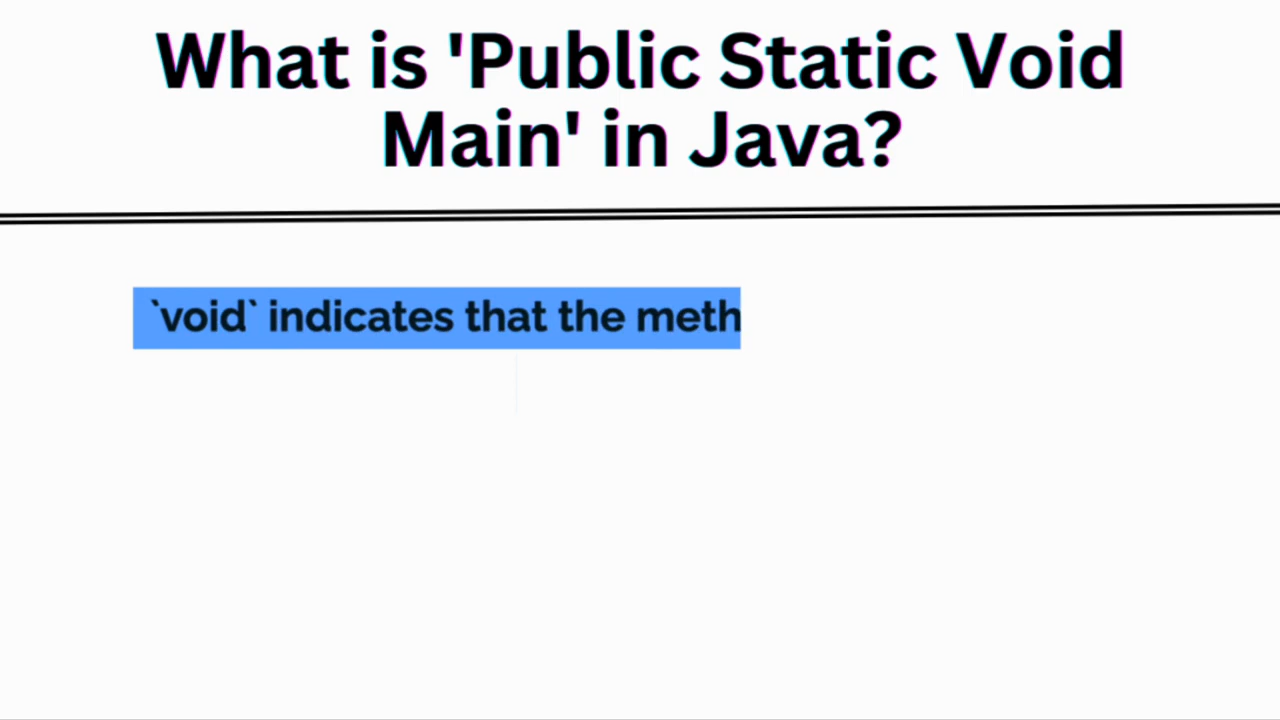 What is 'Public Static Void
Main' in Java?
`void` indicates that the meth